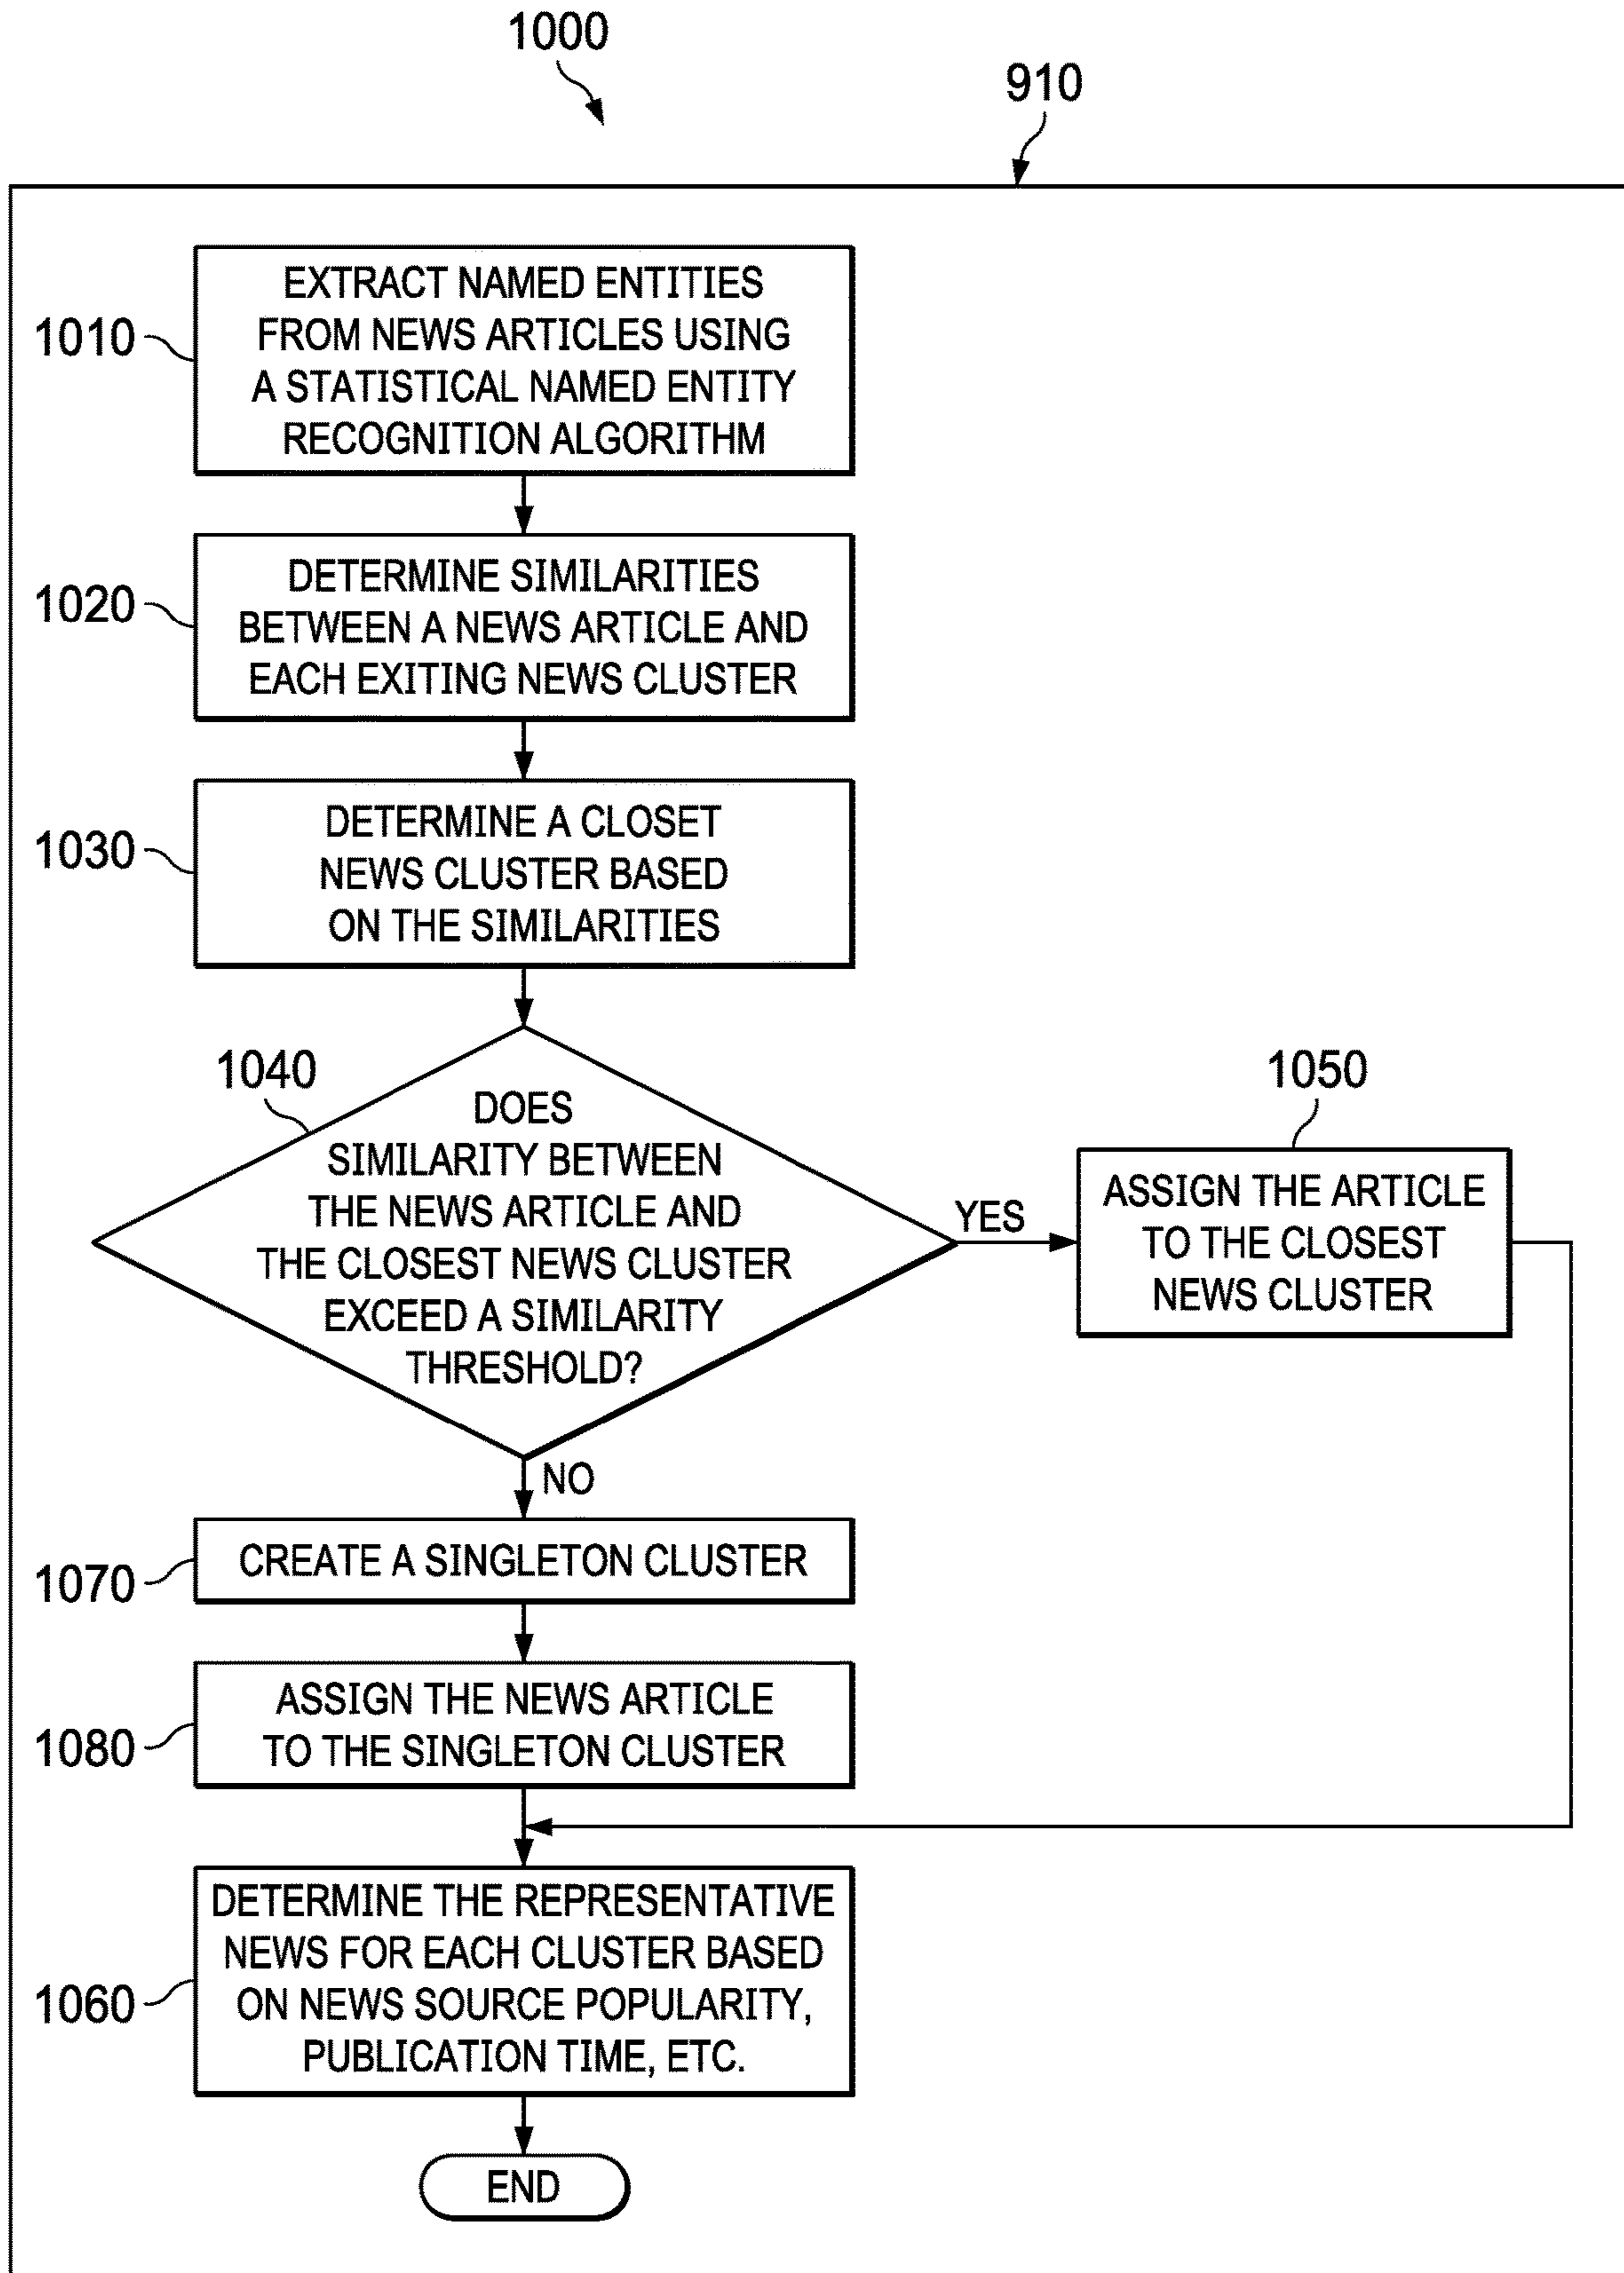 1000
910
1010
EXTRACT NAMED ENTITIES
FROM NEWS ARTICLES USING
A STATISTICAL NAMED ENTITY
RECOGNITION ALGORITHM
1020
DETERMINE SIMILARITIES
BETWEEN A NEWS ARTICLE AND
EACH EXITING NEWS CLUSTER
1030
DETERMINE A CLOSET
NEWS CLUSTER BASED
ON THE SIMILARITIES
1040
DOES
SIMILARITY BETWEEN
THE NEWS ARTICLE AND
THE CLOSEST NEWS CLUSTER
EXCEED A SIMILARITY
THRESHOLD?
YES
1050
ASSIGN THE ARTICLE
TO THE CLOSEST
NEWS CLUSTER
NO
1070
CREATE A SINGLETON CLUSTER
1080
ASSIGN THE NEWS ARTICLE
TO THE SINGLETON CLUSTER
1060
DETERMINE THE REPRESENTATIVE
NEWS FOR EACH CLUSTER BASED
ON NEWS SOURCE POPULARITY,
PUBLICATION TIME, ETC.
END